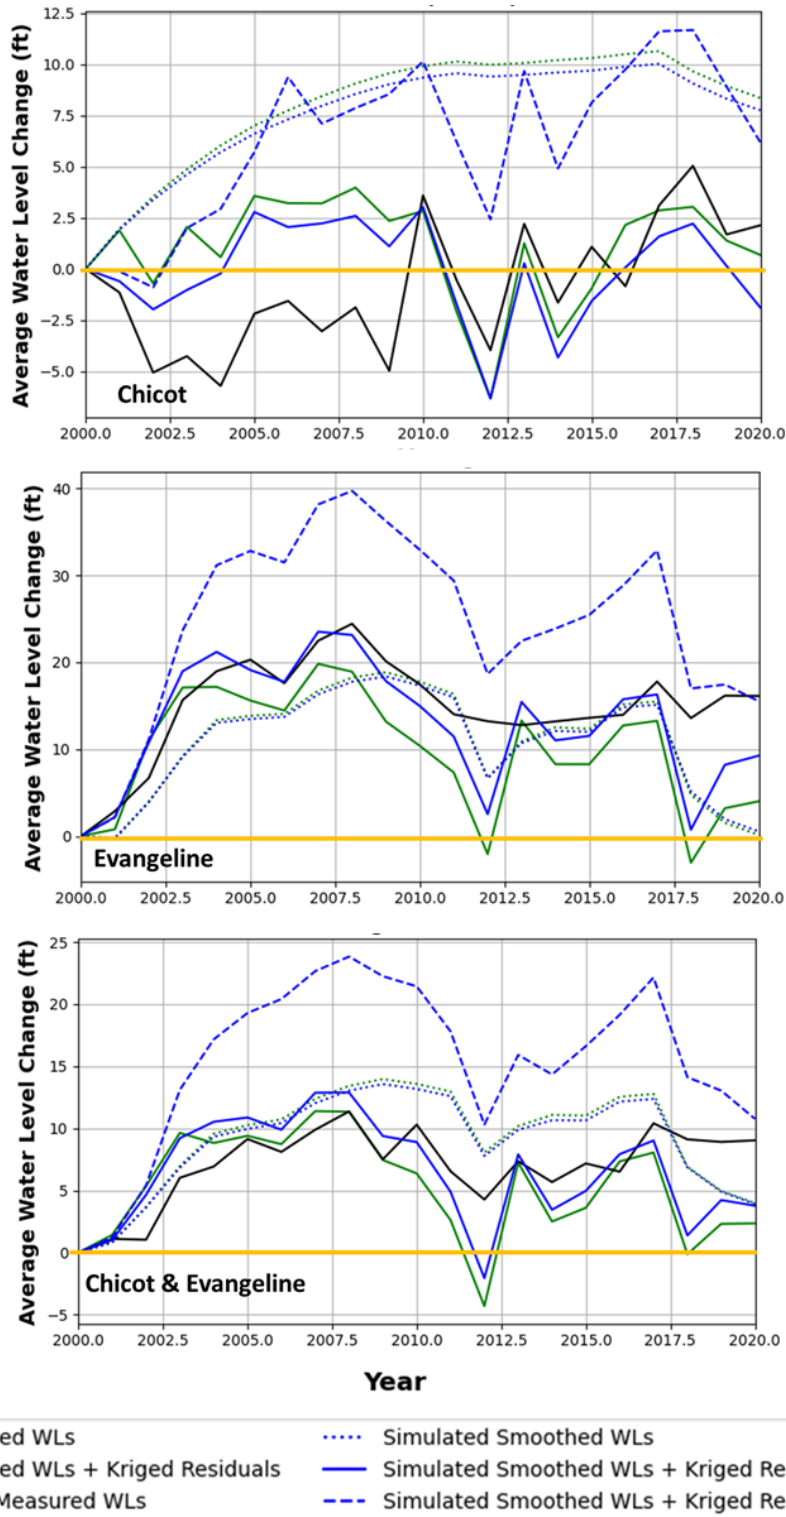 12.5
10.0
7.5
5.0
2.5
0.0
−2.5
−5.0
Average Water Level Change (ft)
Chicot
2000.0 2002.5 2005.0 2007.5 2010.0 2012.5 2015.0 2017.5 2020.0
40
30
20
10
0
Average Water Level Change (ft)
Evangeline
2000.0 2002.5 2005.0 2007.5 2010.0 2012.5 2015.0 2017.5 2020.0
25
20
15
10
5
0
−5
Average Water Level Change (ft)
Chicot & Evangeline
2000.0 2002.5 2005.0 2007.5 2010.0 2012.5 2015.0 2017.5 2020.0
Year
ed WLs
ed WLs + Kriged Residuals
Measured WLs
Simulated Smoothed WLs
Simulated Smoothed WLs + Kriged Re
Simulated Smoothed WLs + Kriged Re